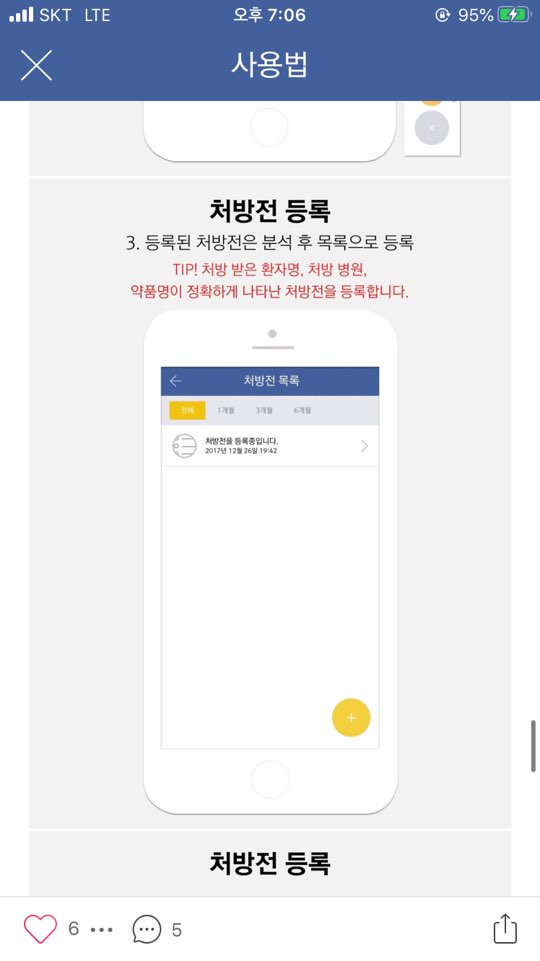 SKT LTE 오후 7:06 95%
사용법
처방전 등록
3. 등록된 처방전은 분석 후 목록으로 등록
TIP! 처방 받은 환자명, 처방 병원,
약품명이 정확하게 나타난 처방전을 등록합니다.
처방전 목록
전체 1개월 3개월 6개월
처방전을 등록중입니다.
2017년 12월 26일 19:42
처방전 등록
6 5